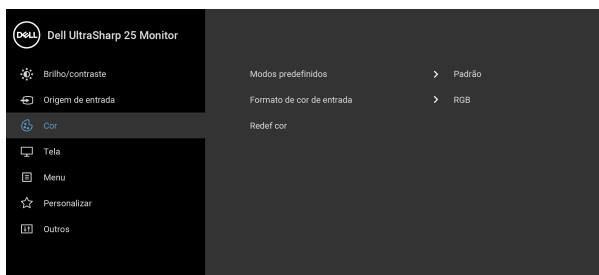 DELL Dell UltraSharp 25 Monitor
Brilho/contraste
Origem de entrada
Cor
Tela
Menu
Personalizar
Outros
Modos predefinidos > Padrão
Formato de cor de entrada > RGB
Redef cor